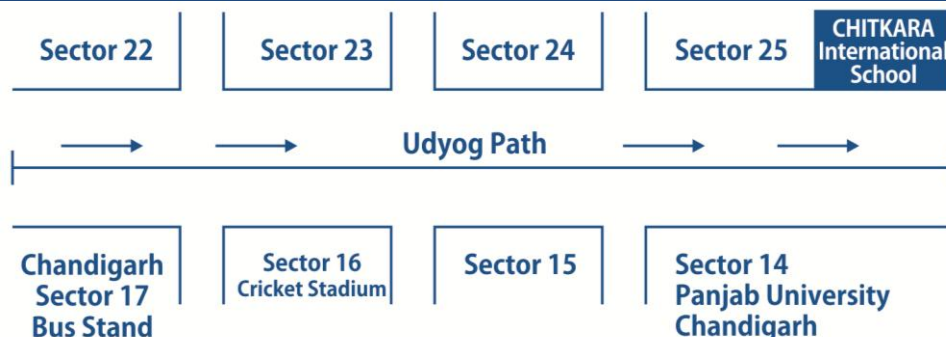 Sector 22
Sector 23
Sector 24
Sector 25
CHITKARA
International
School
Udyog Path
Chandigarh
Sector 17
Bus Stand
Sector 16
Cricket Stadium
Sector 15
Sector 14
Panjab University
Chandigarh